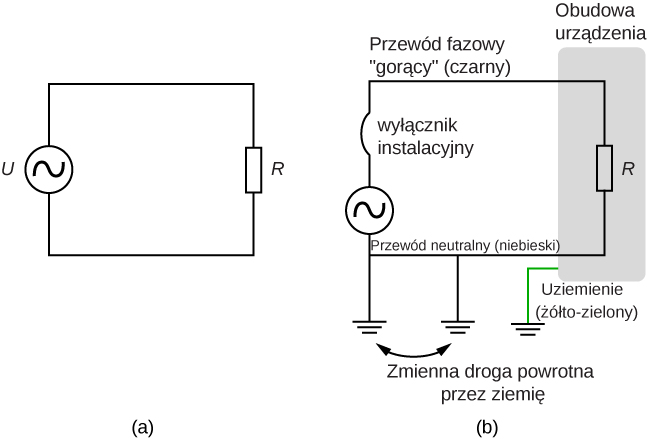 U
R
(a)
Obudowa
urządzenia
Przewód fazowy
"gorący" (czarny)
wyłącznik
instalacyjny
R
Przewód neutralny (niebieski)
Uziemienie
(żółto-zielony)
Zmienna droga powrotna
przez ziemię
(b)